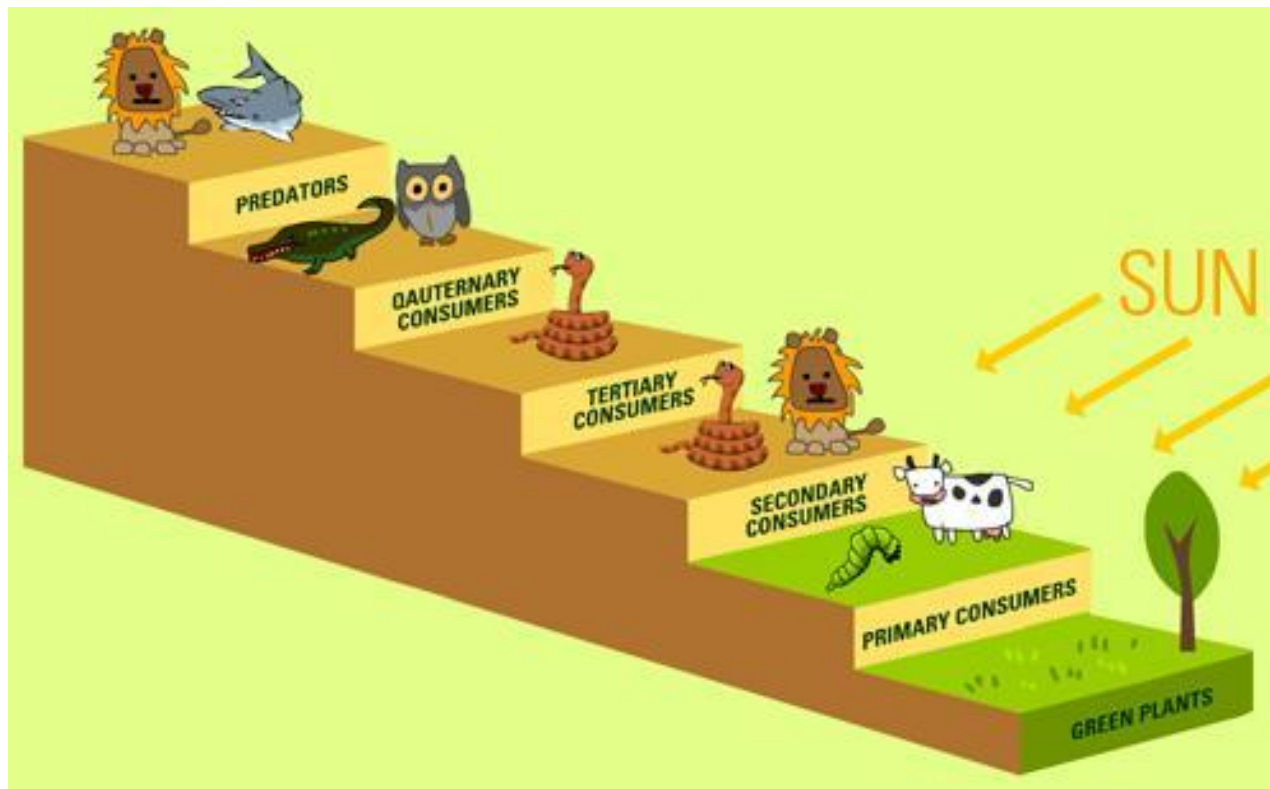 PREDATORS
QAUTERNARY
CONSUMERS
SUN
TERTIARY
CONSUMERS
SECONDARY
CONSUMERS
PRIMARY CONSUMERS
GREEN PLANTS